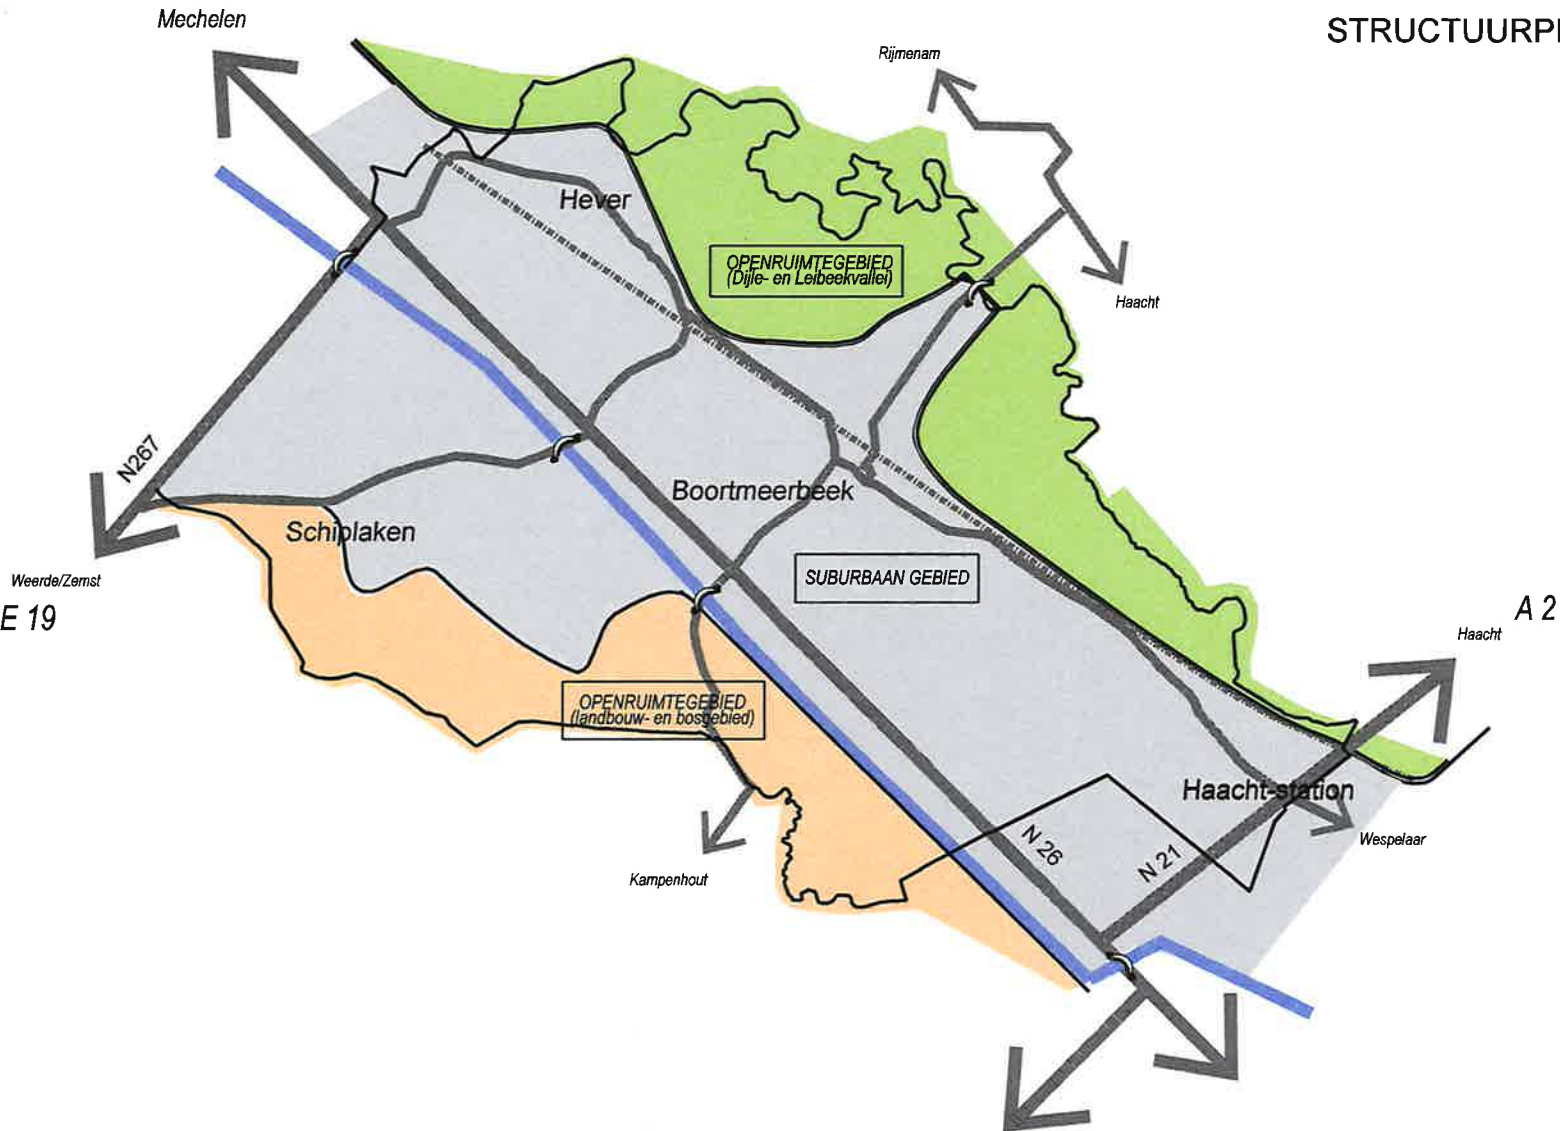 Mechelen
STRUCTUURPL
Rijmenam
Hever
OPENRUIMTEGEBIED
(Dijle- en Leibeekvallei)
Haacht
N267
Boortmeerbeek
Schiplaken
SUBURBAAN GEBIED
Weerde/Zemst
E 19
A 2
Haacht
OPENRUIMTEGEBIED
(landbouw- en bosgebied)
Haacht-station
N 26
N 21
Wespelaar
Kampenhout